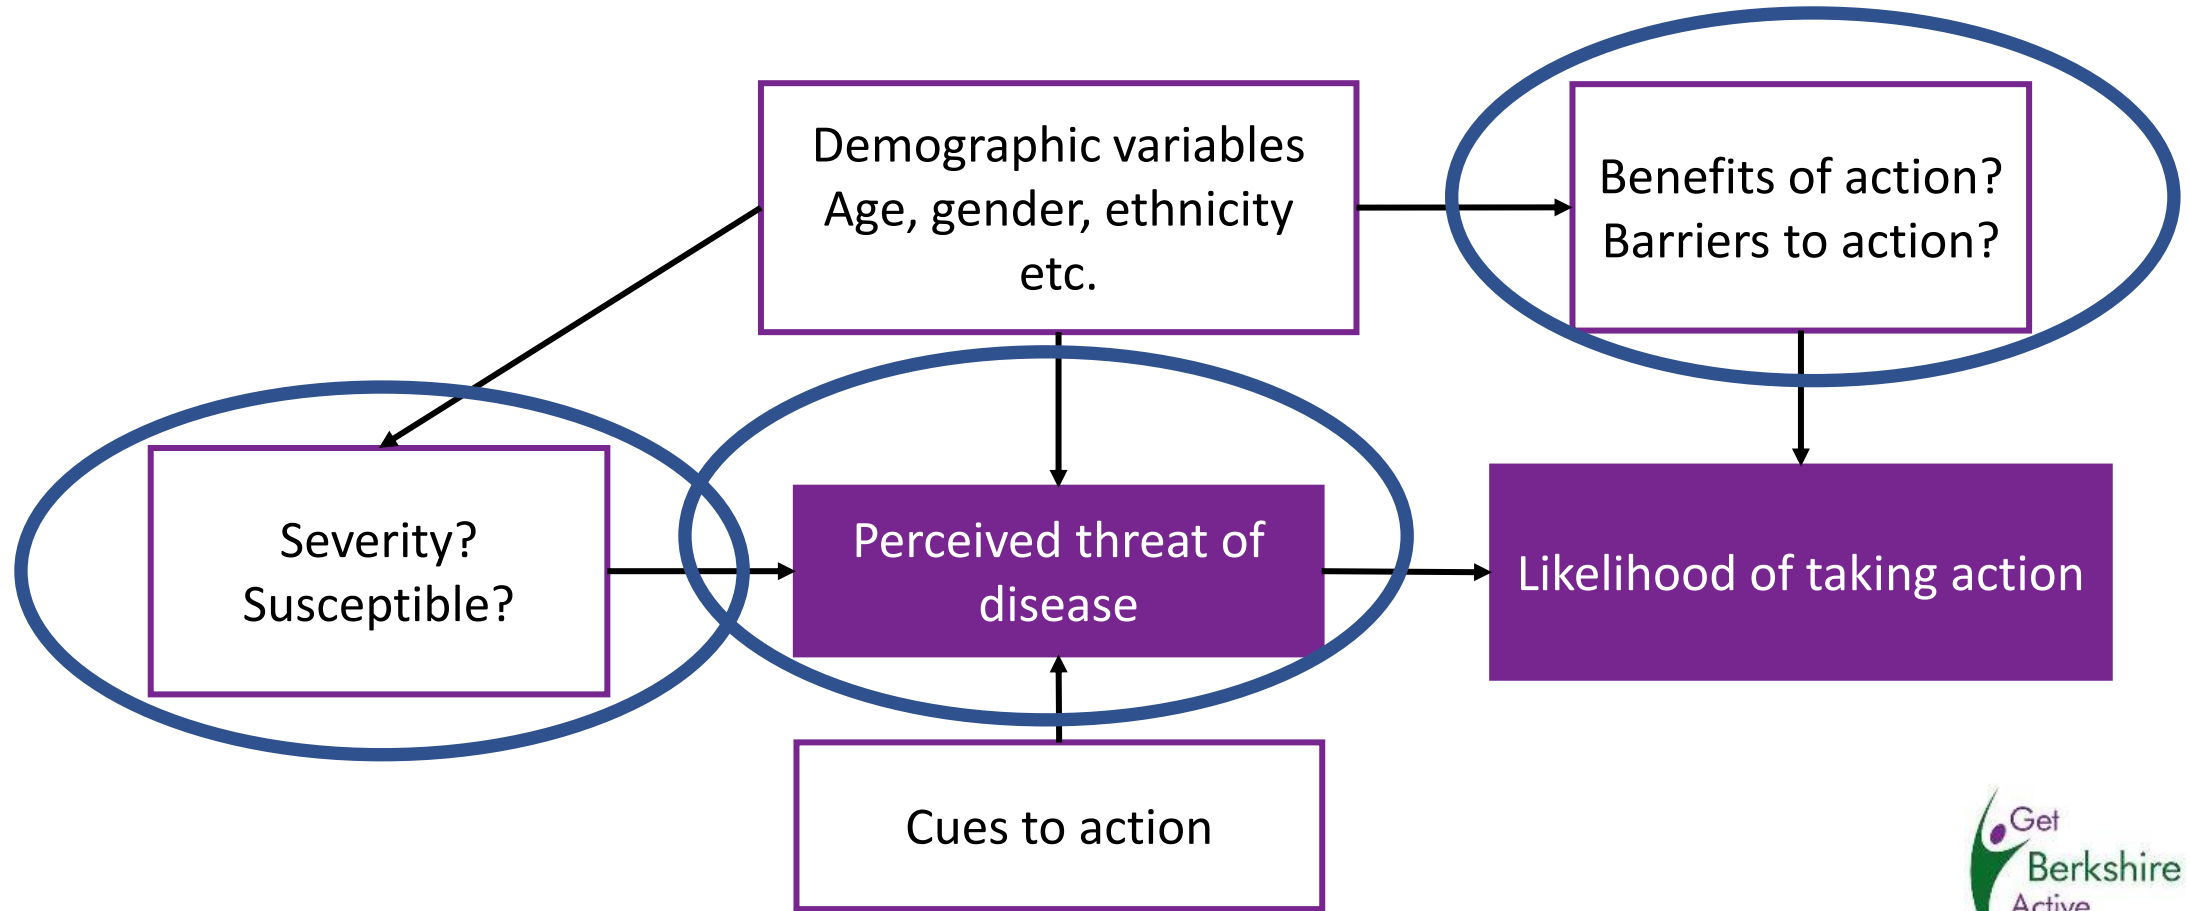 Demographic variables
Age, gender, ethnicity
etc.
Benefits of action?
Barriers to action?
Severity?
Susceptible?
Perceived threat of
disease
Likelihood of taking action
Cues to action
Get
Berkshire
Active